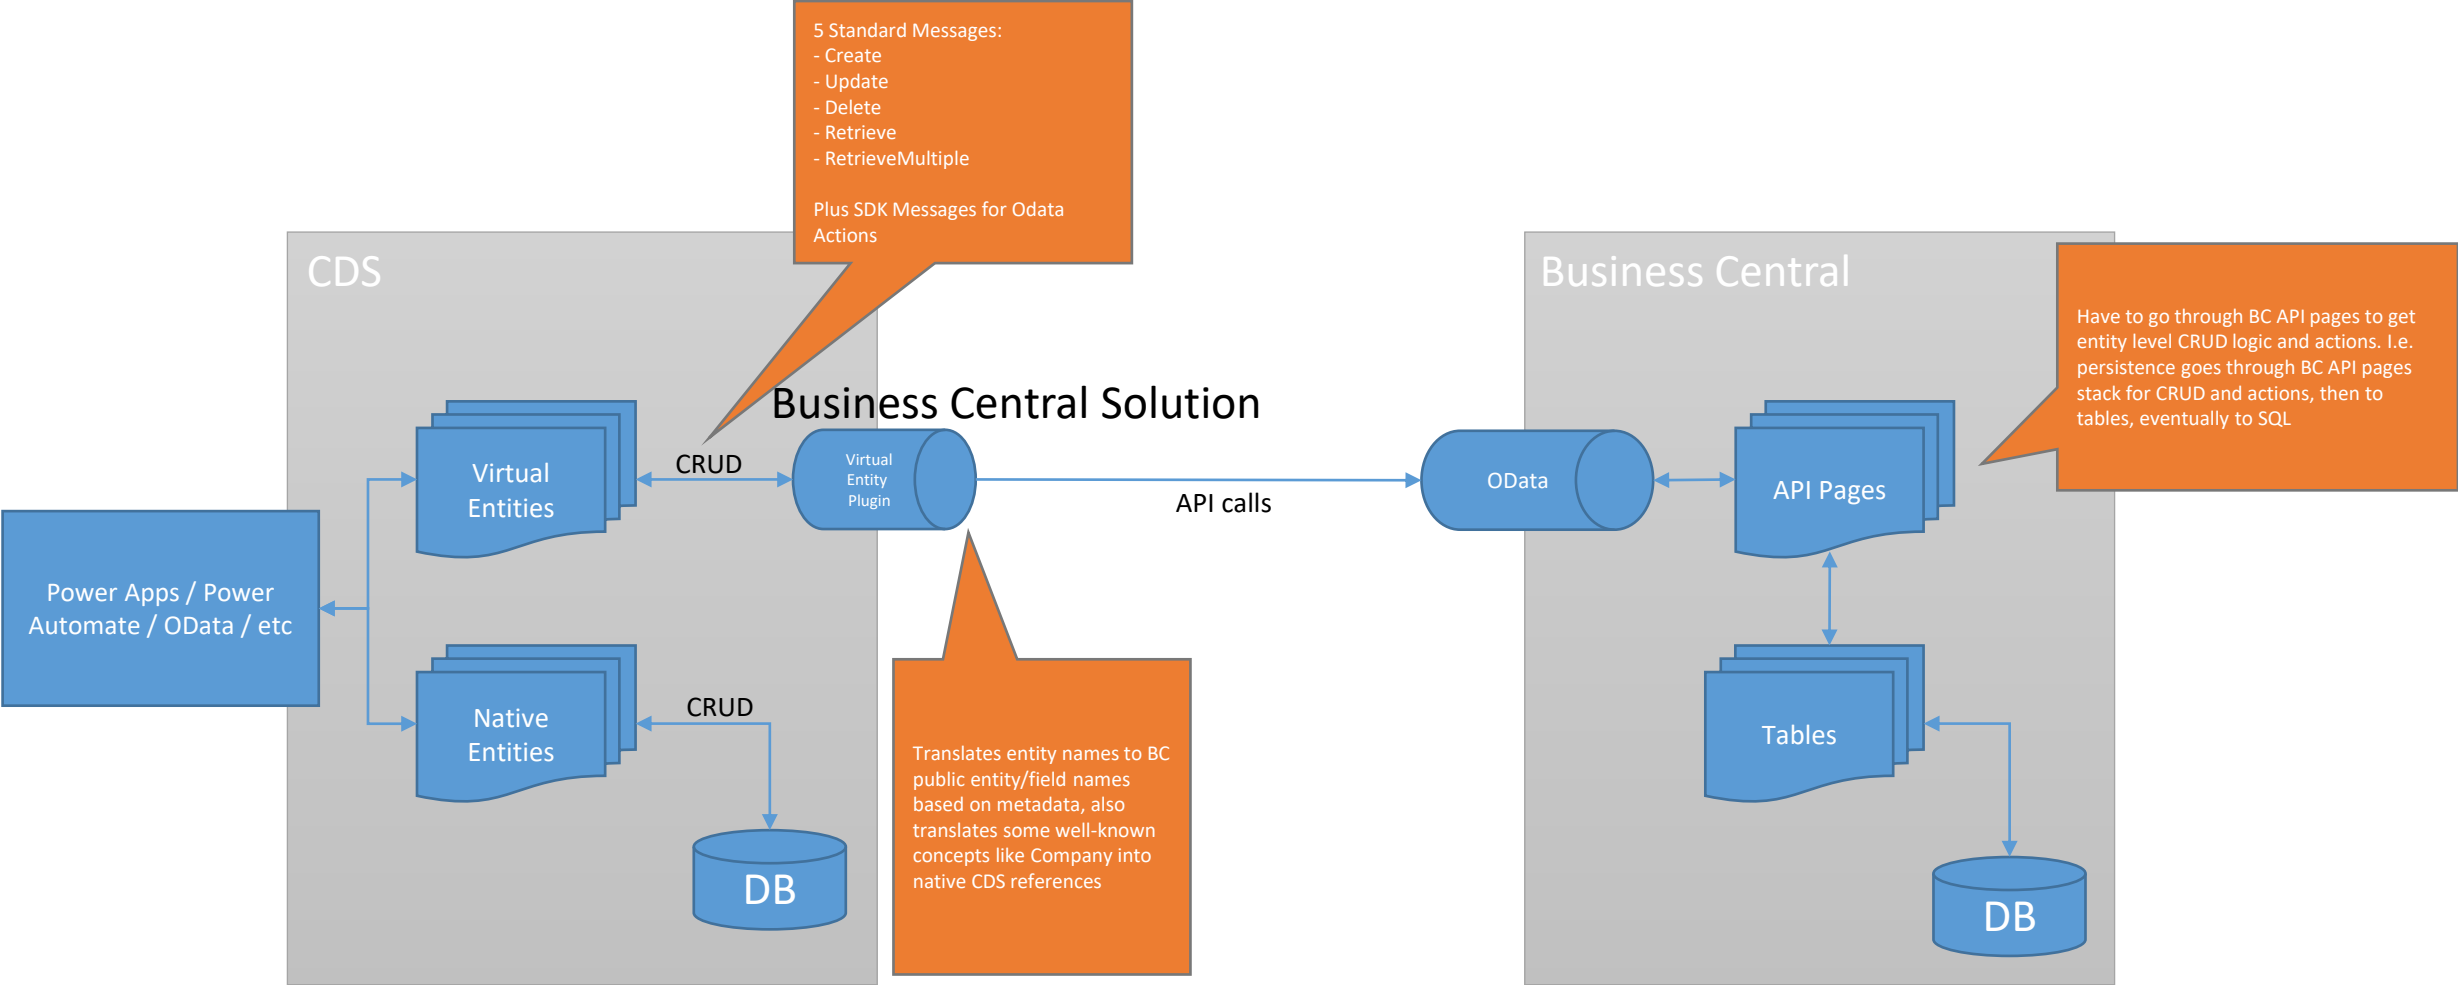 5 Standard Messages:
- Create
- Update
- Delete
- Retrieve
- RetrieveMultiple
Plus SDK Messages for Odata
Actions
CDS
Business Central
Have to go through BC API pages to get
entity level CRUD logic and actions. I.e.
persistence goes through BC API pages
stack for CRUD and actions, then to
tables, eventually to SQL
Business Central Solution
Virtual
Entities
CRUD
Virtual
Entity
Plugin
API calls
OData
API Pages
Power Apps / Power
Automate / OData / etc
Native
Entities
CRUD
DB
Translates entity names to BC
public entity/field names
based on metadata, also
translates some well-known
concepts like Company into
native CDS references
Tables
DB